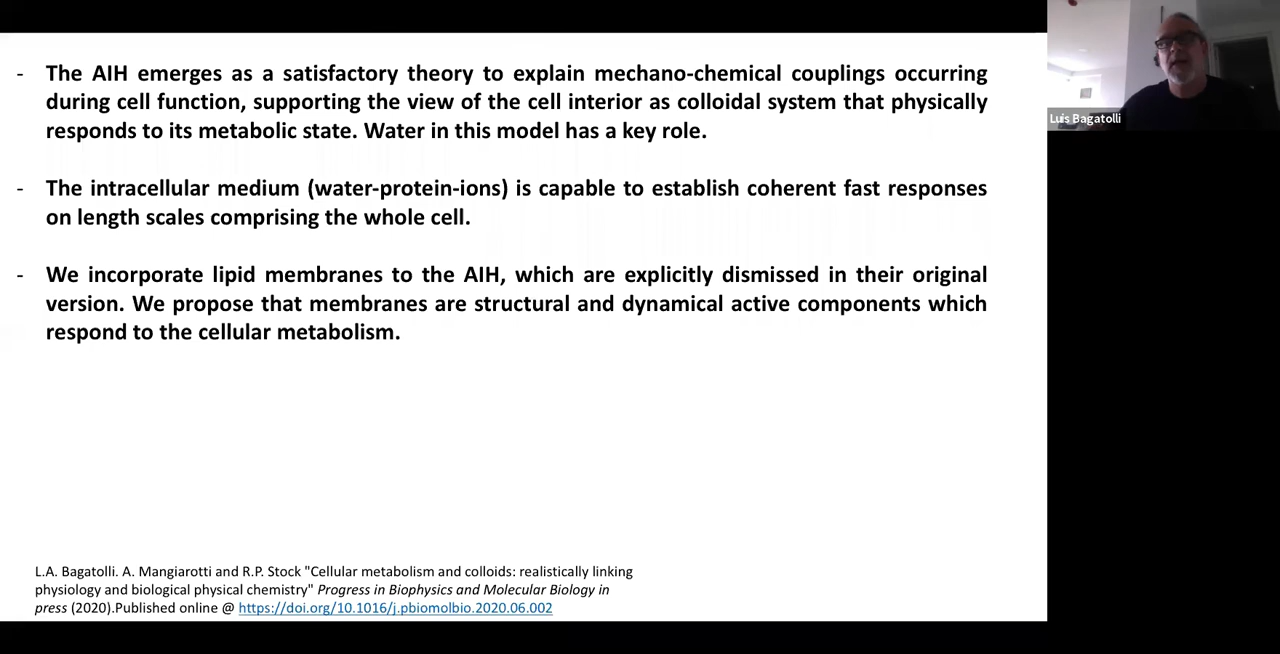 - The AIH emerges as a satisfactory theory to explain mechano-chemical couplings occurring
during cell function, supporting the view of the cell interior as colloidal system that physically
responds to its metabolic state. Water in this model has a key role.
- The intracellular medium (water-protein-ions) is capable to establish coherent fast responses
on length scales comprising the whole cell.
- We incorporate lipid membranes to the AIH, which are explicitly dismissed in their original
version. We propose that membranes are structural and dynamical active components which
respond to the cellular metabolism.
L.A. Bagatolli. A. Mangiarotti and R.P. Stock "Cellular metabolism and colloids: realistically linking
physiology and biological physical chemistry" Progress in Biophysics and Molecular Biology in
press (2020).Published online @ https://doi.org/10.1016/j.pbiomolbio.2020.06.002
Luis Bagatolli